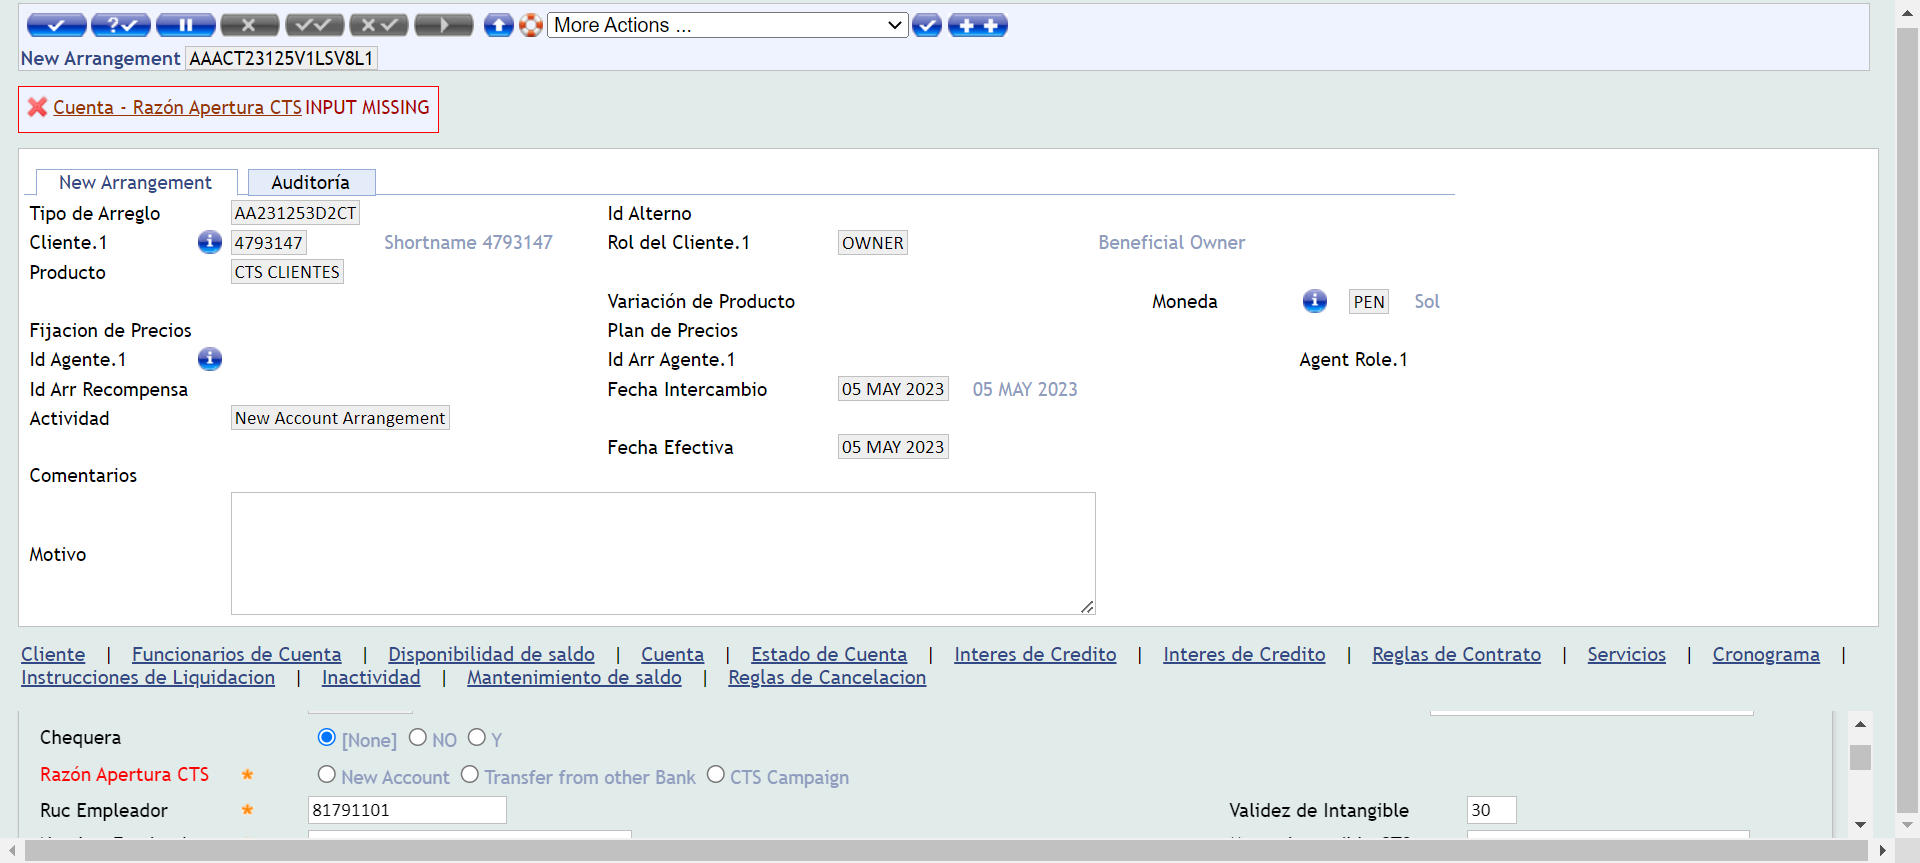 More Actions ...
New Arrangement AAACT23125V1LSV8L1
Cuenta - Razón Apertura CTS INPUT MISSING
New Arrangement Auditoría
Tipo de Arreglo AA231253D2CT Id Alterno
Cliente.1 4793147 Shortname 4793147 Rol del Cliente.1 OWNER Beneficial Owner
Producto CTS CLIENTES
Variación de Producto Moneda PEN Sol
Fijacion de Precios Plan de Precios
Id Agente.1 Id Arr Agente.1 Agent Role.1
Id Arr Recompensa Fecha Intercambio 05 MAY 2023 05 MAY 2023
Actividad New Account Arrangement
Fecha Efectiva 05 MAY 2023
Comentarios
Motivo
Cliente | Funcionarios de Cuenta | Disponibilidad de saldo | Cuenta | Estado de Cuenta | Interes de Credito | Interes de Credito | Reglas de Contrato | Servicios | Cronograma |
Instrucciones de Liquidacion | Inactividad | Mantenimiento de saldo | Reglas de Cancelacion
Chequera [None] NO Y
Razón Apertura CTS * New Account Transfer from other Bank CTS Campaign
Ruc Empleador * 81791101 Validez de Intangible 30